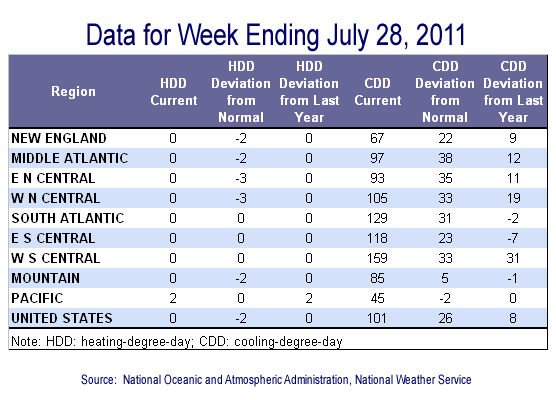 Data for Week Ending July 28, 2011
Region HDD Current HDD Deviation from Normal HDD Deviation from Last Year CDD Current CDD Deviation from Normal CDD Deviation from Last Year
NEW ENGLAND 0 -2 0 67 22 9
MIDDLE ATLANTIC 0 -2 0 97 38 12
E N CENTRAL 0 -3 0 93 35 11
W N CENTRAL 0 -3 0 105 33 19
SOUTH ATLANTIC 0 0 0 129 31 -2
E S CENTRAL 0 0 0 118 23 -7
W S CENTRAL 0 0 0 159 33 31
MOUNTAIN 0 -2 0 85 5 -1
PACIFIC 2 0 2 45 -2 0
UNITED STATES 0 -2 0 101 26 8
Note: HDD: heating-degree-day; CDD: cooling-degree-day
Source: National Oceanic and Atmospheric Administration, National Weather Service